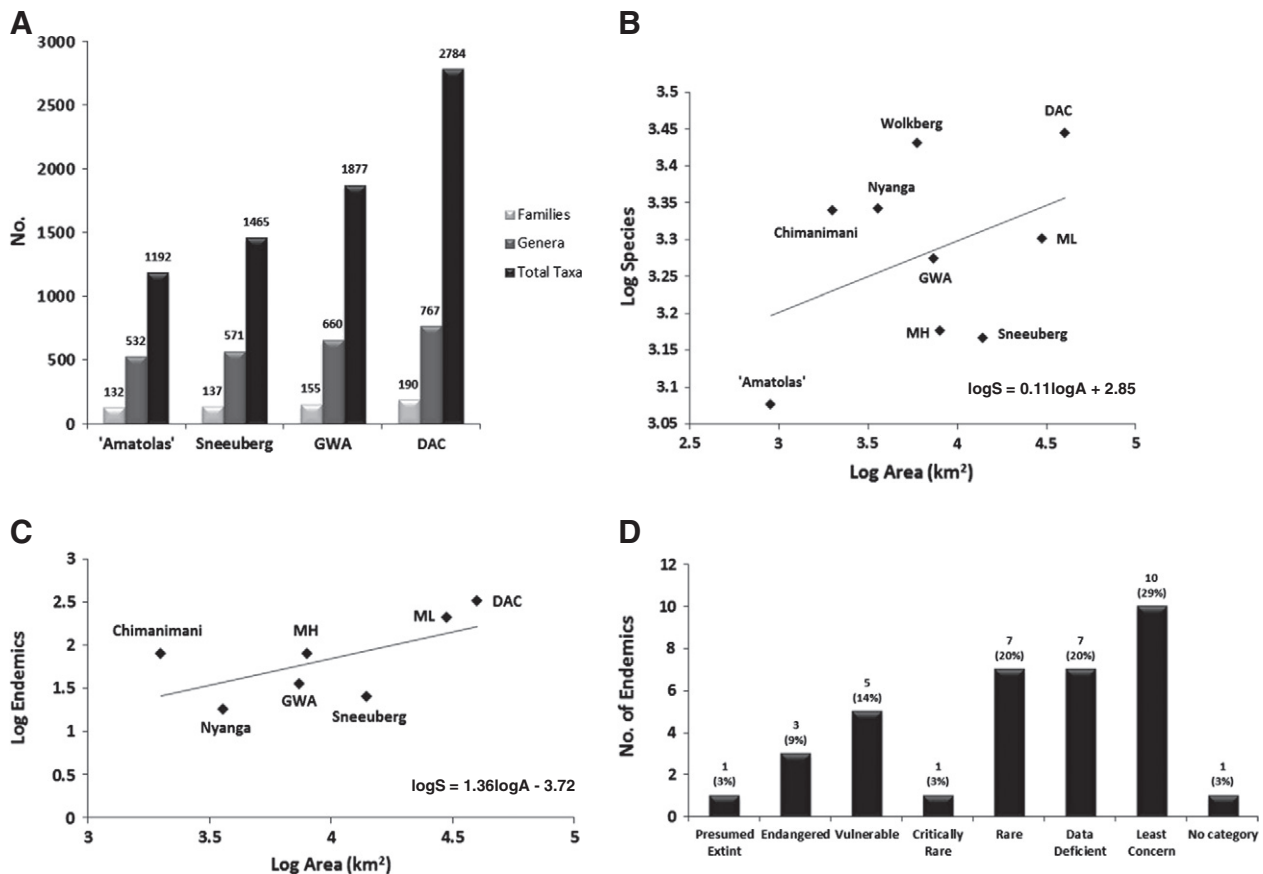 A
3000
2500
2000
1500
1000
500
0
No.
132
532
1192
137
571
1465
155
660
1877
190
767
2784
'Amatolas'
Sneeuberg
GWA
DAC
Families
Genera
Total Taxa
B
3.5
3.45
3.4
3.35
3.3
3.25
3.2
3.15
3.1
3.05
Log Species
Wolkberg
DAC
Nyanga
Chimanimani
ML
GWA
MH
Sneeuberg
'Amatolas'
logS = 0.11logA + 2.85
2.5
3
3.5
4
4.5
5
Log Area (km²)
C
3
2.5
2
1.5
1
0.5
0
Log Endemics
Chimanimani
MH
ML
DAC
GWA
Nyanga
Sneeuberg
logS = 1.36logA - 3.72
3
3.5
4
4.5
5
Log Area (km²)
D
12
10
8
6
4
2
0
No. of Endemics
1
(3%)
3
(9%)
5
(14%)
1
(3%)
7
(20%)
7
(20%)
10
(29%)
1
(3%)
Presumed
Extint
Endangered
Vulnerable
Critically
Rare
Rare
Data
Deficient
Least
Concern
No category